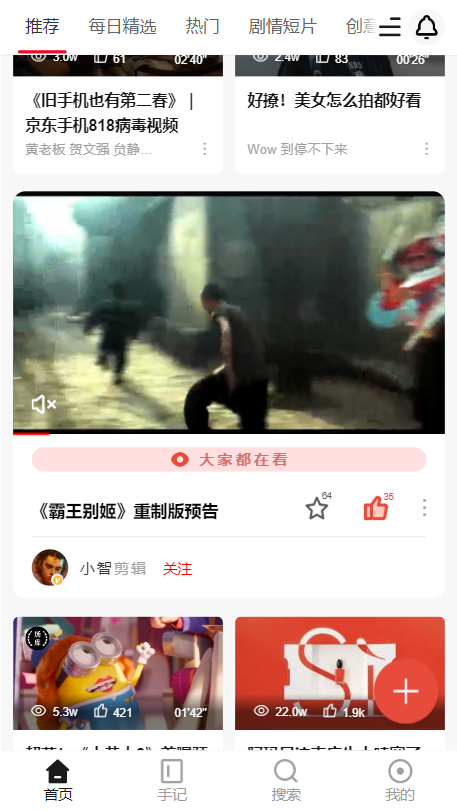 推荐 每日精选 热门 剧情短片 创意
3.0w 61 02'40"
2.4w 83 00'26"
《旧手机也有第二春》｜
京东手机818病毒视频
黄老板 贺文强 贠静...
好撩！美女怎么拍都好看
Wow 到停不下来
大家都在看
《霸王别姬》重制版预告
64
35
小智剪辑 关注
场库
5.3w 421 01'42"
22.0w 1.9k
首页 手记 搜索 我的